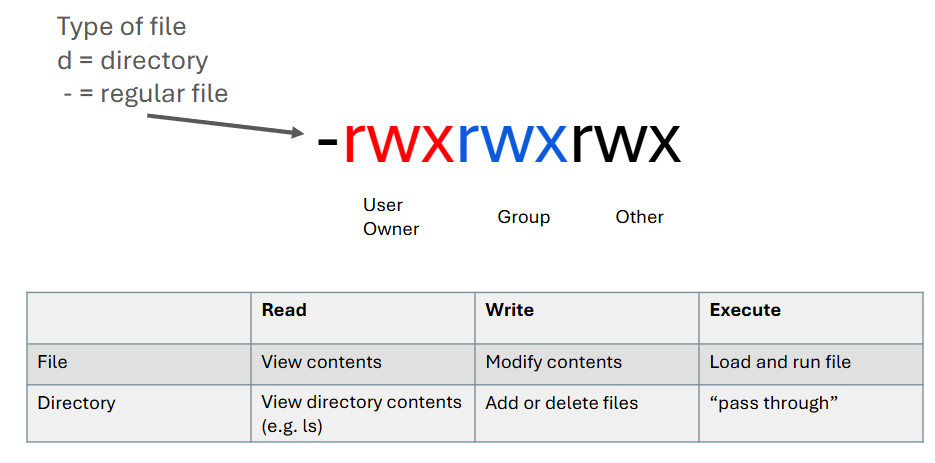 Type of file
d = directory
- = regular file
-rwxrwxrwx
User
Owner
Group
Other
Read
Write
Execute
File
View contents
Modify contents
Load and run file
Directory
View directory contents
(e.g. ls)
Add or delete files
“pass through”